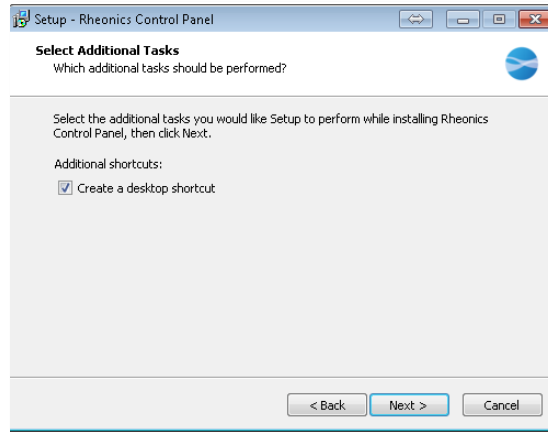 Setup - Rheonics Control Panel
Select Additional Tasks
Which additional tasks should be performed?
Select the additional tasks you would like Setup to perform while installing Rheonics
Control Panel, then click Next.
Additional shortcuts:
Create a desktop shortcut
< Back
Next >
Cancel